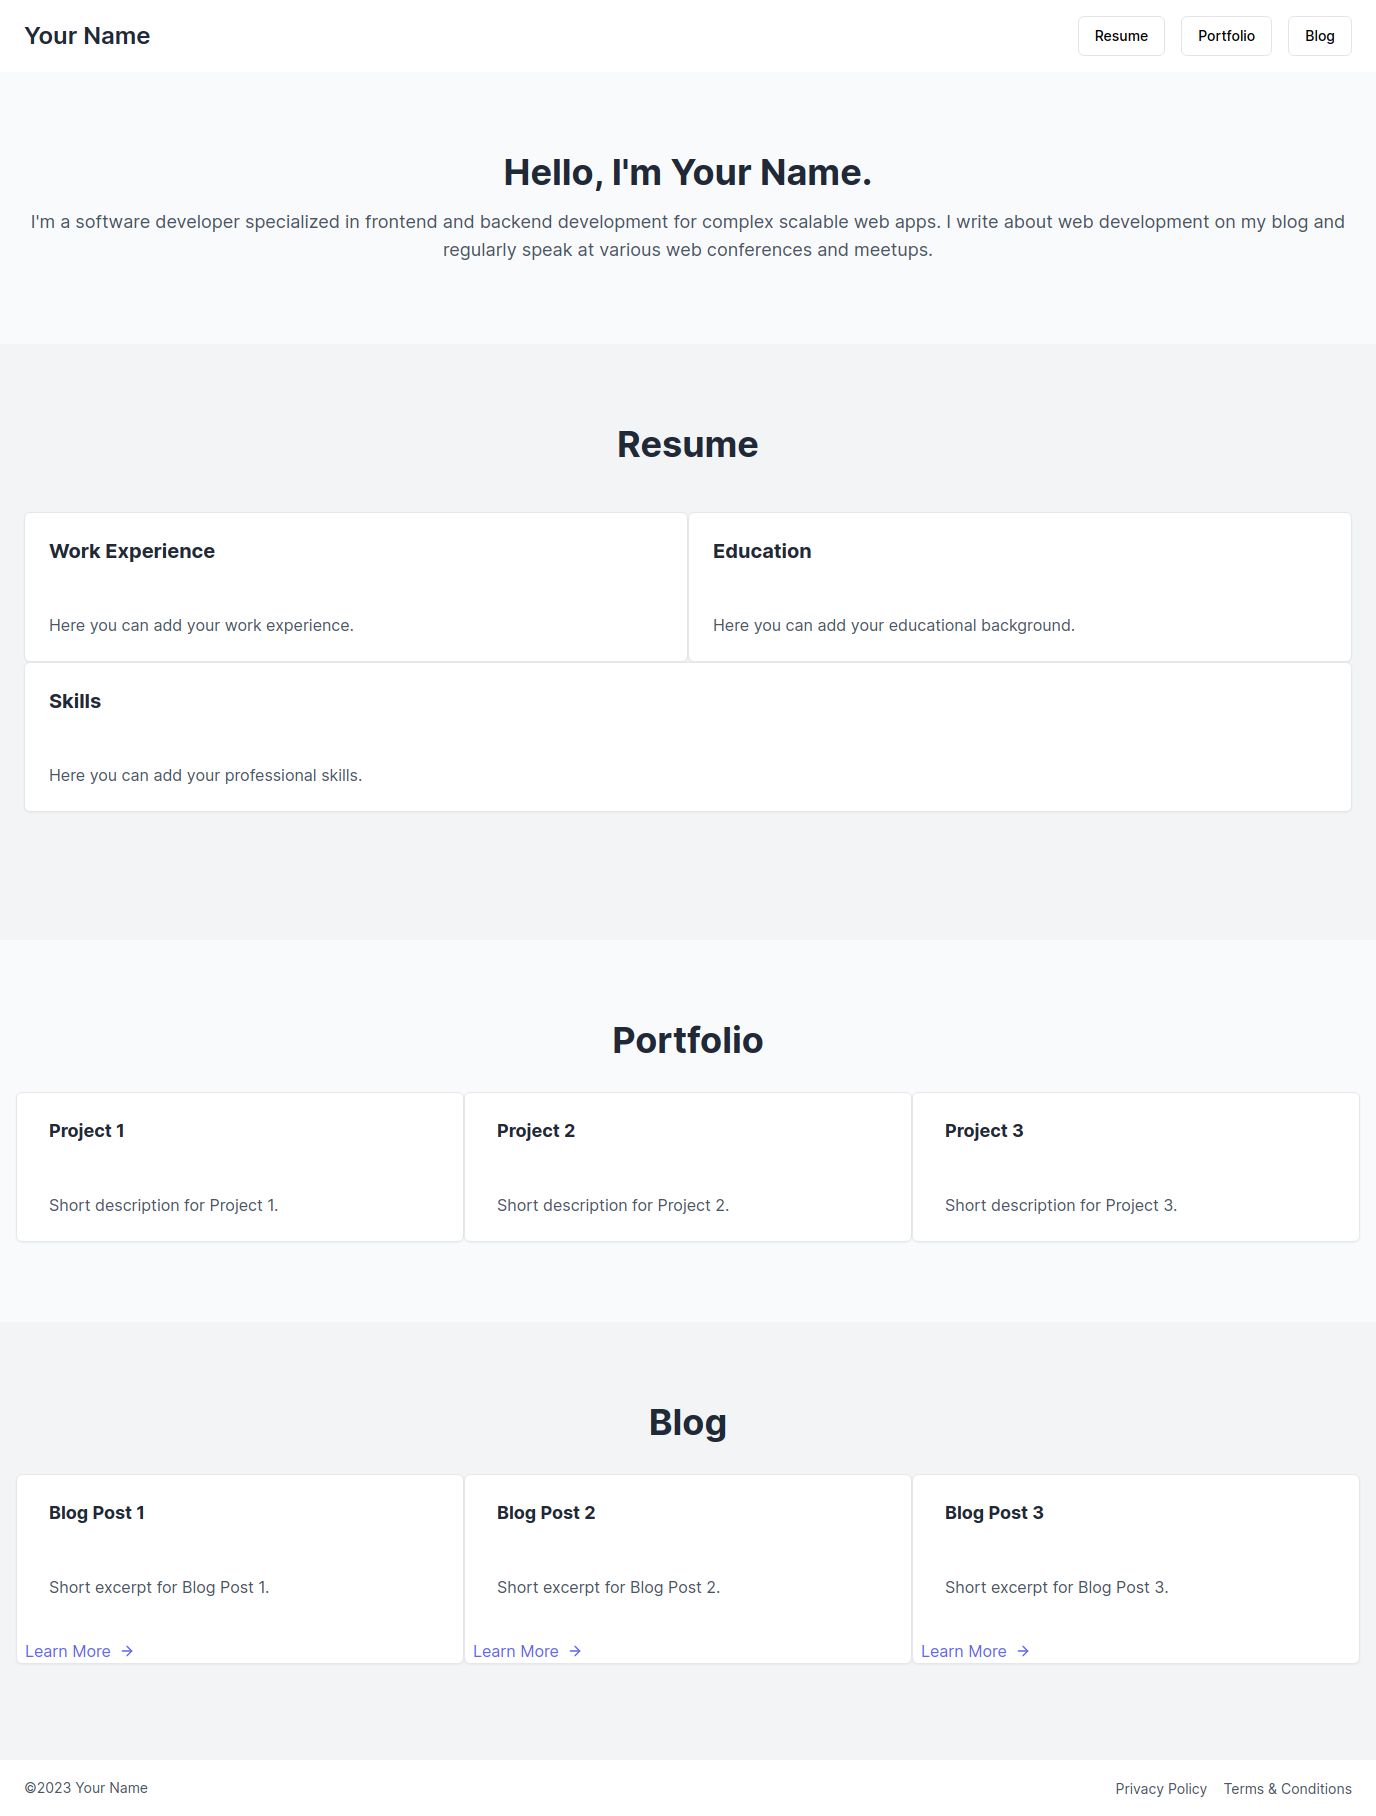 Your Name
Resume
Portfolio
Blog
Hello, I'm Your Name.
I'm a software developer specialized in frontend and backend development for complex scalable web apps. I write about web development on my blog and
regularly speak at various web conferences and meetups.
Resume
Work Experience
Here you can add your work experience.
Education
Here you can add your educational background.
Skills
Here you can add your professional skills.
Portfolio
Project 1
Short description for Project 1.
Project 2
Short description for Project 2.
Project 3
Short description for Project 3.
Blog
Blog Post 1
Short excerpt for Blog Post 1.
Learn More →
Blog Post 2
Short excerpt for Blog Post 2.
Learn More →
Blog Post 3
Short excerpt for Blog Post 3.
Learn More →
©2023 Your Name
Privacy Policy
Terms & Conditions